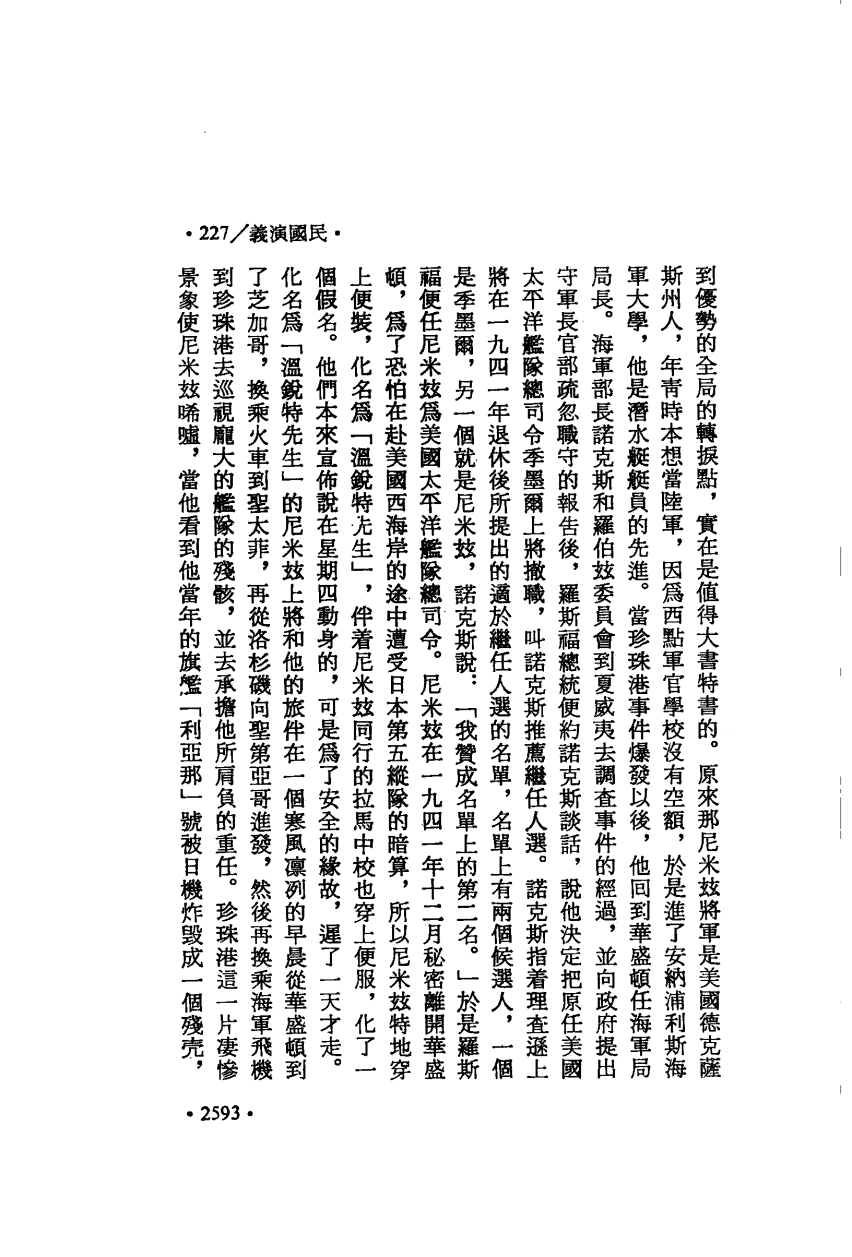 •227/義演國民•
到優勢的全局的轉捩點，實在是值得大書特書的。原來那尼米玆將軍是美國德克薩
斯州人，年靑時本想當陸軍，因爲西點軍官學校沒有空額，於是進了安納浦利斯海
軍大學，他是潛水艇艇員的先進。當珍珠港事件爆發以後，他囘到華盛頓任海軍局
局長。海軍部長諾克斯和羅伯玆委員會到夏威夷去調査事件的經過，並向政府提出
守軍長官部疏忽職守的報告後，羅斯福總統便約諾克斯談話，說他決定把原任美國
太平洋艦隊總司令季墨爾上將撤職，叫諾克斯推薦繼任人選。諾克斯指着理査遜上
將在一九四一年退休後所提出的適於繼任人選的名單，名單上有兩個候選人，一個
是季墨爾，另一個就是尼米玆，諾克斯說：「我贊成名單上的第二名。」於是羅斯
福便任尼米玆爲美國太平洋艦隊總司令。尼米玆在一九四一年十二月秘密離開華盛
頓，爲了恐怕在赴美國西海岸的途中遭受日本第五縱隊的暗算，所以尼米玆特地穿
上便裝，化名爲「溫銳特先生」，伴着尼米玆同行的拉馬中校也穿上便服，化了一
個假名。他們本來宣佈說在星期四動身的，可是爲了安全的緣故，遲了一天才走。
化名爲「溫銳特先生」的尼米玆上將和他的旅伴在一個寒風凛冽的早晨從華盛頓到
了芝加哥，換乘火車到聖太菲，再從洛杉磯向聖第亞哥進發，然後再換乘海軍飛機
到珍珠港去巡視龐大的艦隊的殘骸，並去承擔他所肩負的重任。珍珠港這一片凄慘
景象使尼米玆唏噓，當他看到他當年的旗艦「利亞那」號被日機炸毀成一個殘壳，
•2593•